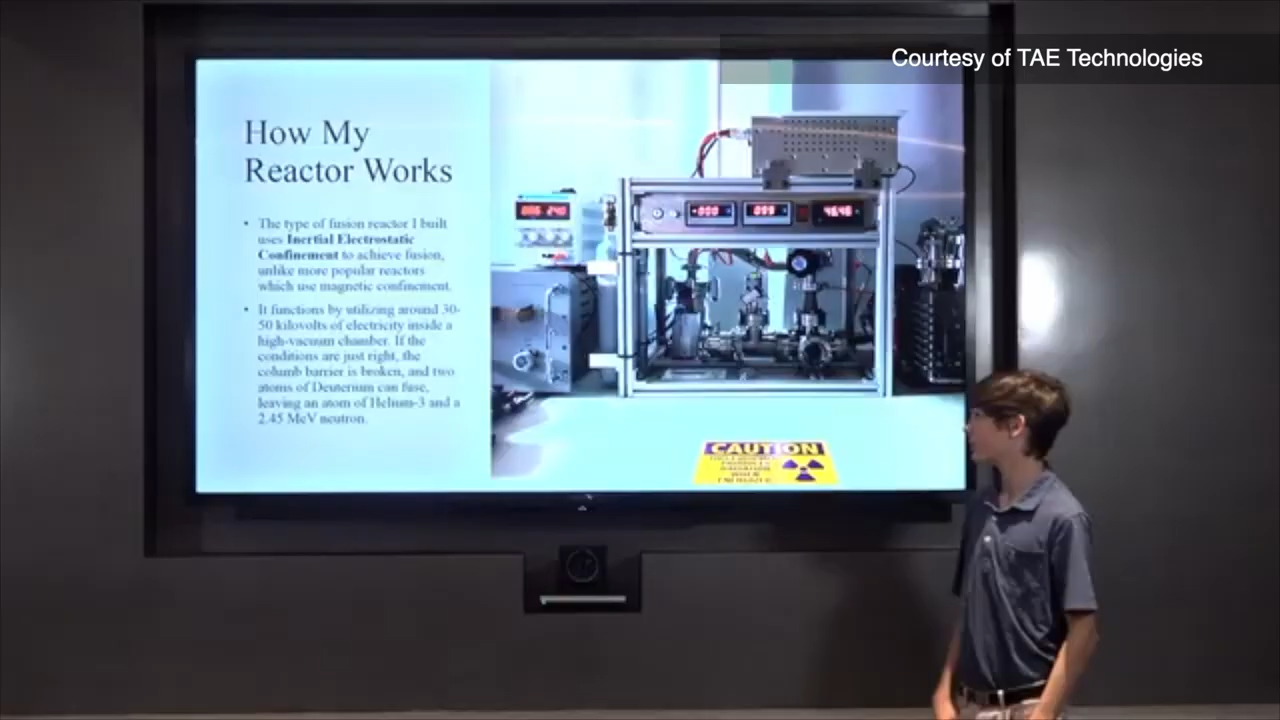 Courtesy of TAE Technologies
How My
Reactor Works
• The type of fusion reactor I built
uses Inertial Electrostatic
Confinement to achieve fusion,
unlike more popular reactors
which use magnetic confinement.
• It functions by utilizing around 30-
50 kilovolts of electricity inside a
high-vacuum chamber. If the
conditions are just right, the
columb barrier is broken, and two
atoms of Deuterium can fuse,
leaving an atom of Helium-3 and a
2.45 MeV neutron.
CAUTION
RADIATION
WHEN
ENERGIZED